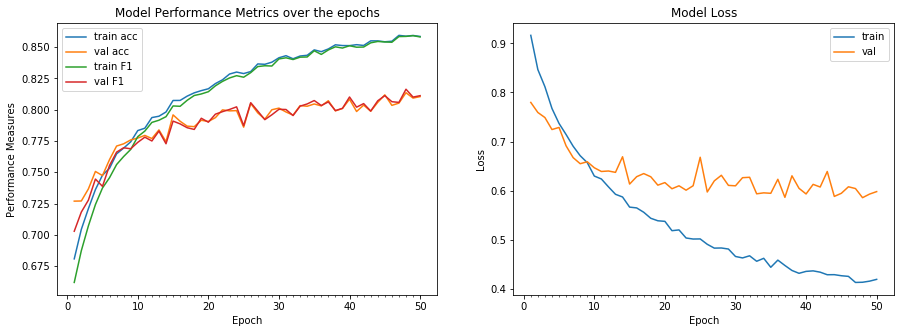 Model Performance Metrics over the epochs
train acc
val acc
train F1
val F1
Performance Measures
0.850
0.825
0.800
0.775
0.750
0.725
0.700
0.675
0 10 20 30 40 50
Epoch
Model Loss
train
val
Loss
0.9
0.8
0.7
0.6
0.5
0.4
0 10 20 30 40 50
Epoch